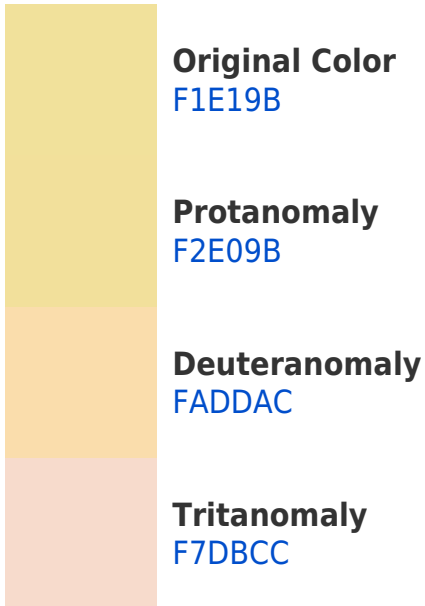 Original Color
F1E19B
Protanomaly
F2E09B
Deuteranomaly
FADDAC
Tritanomaly
F7DBCC